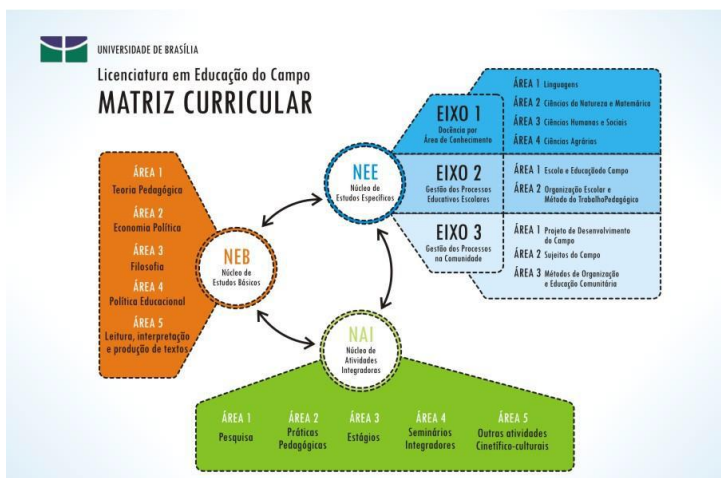 UNIVERSIDADE DE BRASÍLIA
Licenciatura em Educação do Campo
MATRIZ CURRICULAR
NEE
Núcleo de
Estudos Específicos
EIXO 1
Docência por
Área de Conhecimento
ÁREA 1 Linguagens
ÁREA 2 Ciências da Natureza e Matemárica
ÁREA 3 Ciências Humanas e Sociais
ÁREA 4 Ciências Agrárias
EIXO 2
Gestão dos Processos
Educativos Escolares
ÁREA 1 Escola e Educaçãodo Campo
ÁREA 2 Organização Escolar e
Método do TrabalhoPedagógico
EIXO 3
Gestão dos Processos
na Comunidade
ÁREA 1 Projeto de Desenvolvimento
do Campo
ÁREA 2 Sujeitos do Campo
ÁREA 3 Métodos de Organização
e Educação Comunitária
NEB
Núcleo de
Estudos Básicos
ÁREA 1
Teoria Pedagógica
ÁREA 2
Economia Política
ÁREA 3
Filosofia
ÁREA 4
Política Educacional
ÁREA 5
Leitura, interpretação
e produção de textos
NAI
Núcleo de
Atividades
Integradoras
ÁREA 1
Pesquisa
ÁREA 2
Práticas
Pedagógicas
ÁREA 3
Estágios
ÁREA 4
Seminários
Integradores
ÁREA 5
Outras atividades
Cinetífico-culturais